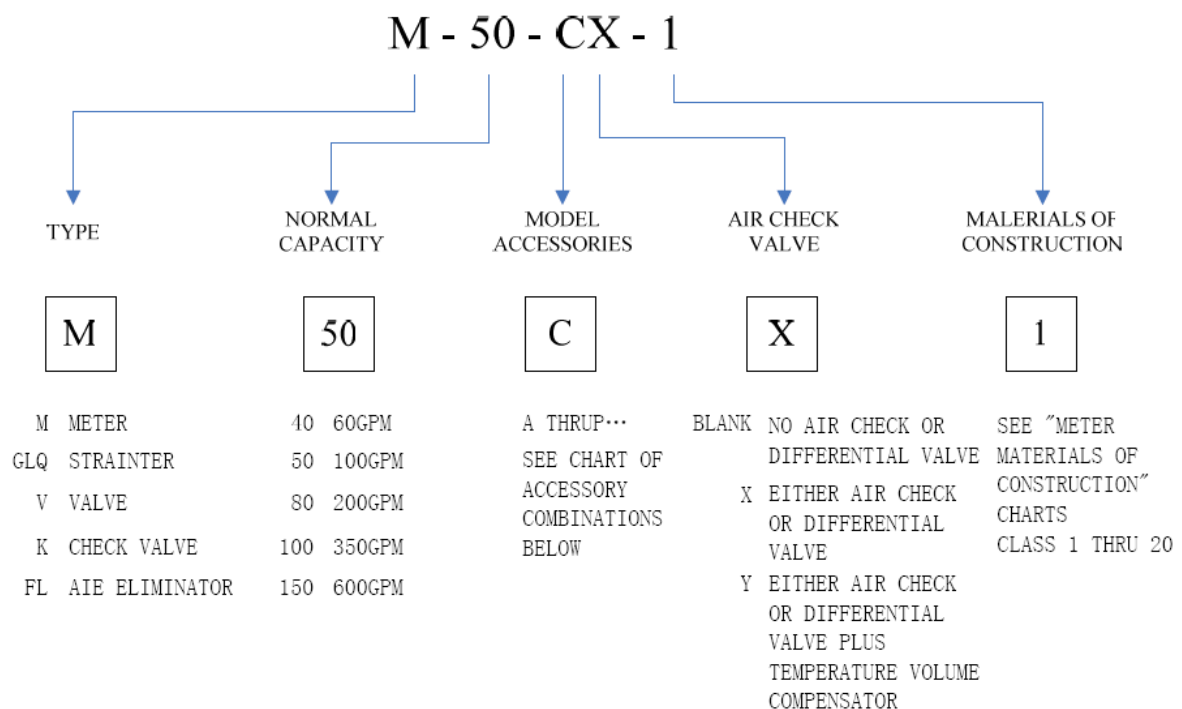 M - 50 - CX - 1
TYPE
NORMAL
CAPACITY
MODEL
ACCESSORIES
AIR CHECK
VALVE
MALERIALS OF
CONSTRUCTION
M
50
C
X
1
M METER
GLQ STRAINTER
V VALVE
K CHECK VALVE
FL AIE ELIMINATOR
40 60GPM
50 100GPM
80 200GPM
100 350GPM
150 600GPM
A THRUP···
SEE CHART OF
ACCESSORY
COMBINATIONS
BELOW
BLANK NO AIR CHECK OR
DIFFERENTIAL VALVE
X EITHER AIR CHECK
OR DIFFERENTIAL
VALVE
Y EITHER AIR CHECK
OR DIFFERENTIAL
VALVE PLUS
TEMPERATURE VOLUME
COMPENSATOR
SEE "METER
MATERIALS OF
CONSTRUCTION"
CHARTS
CLASS 1 THRU 20